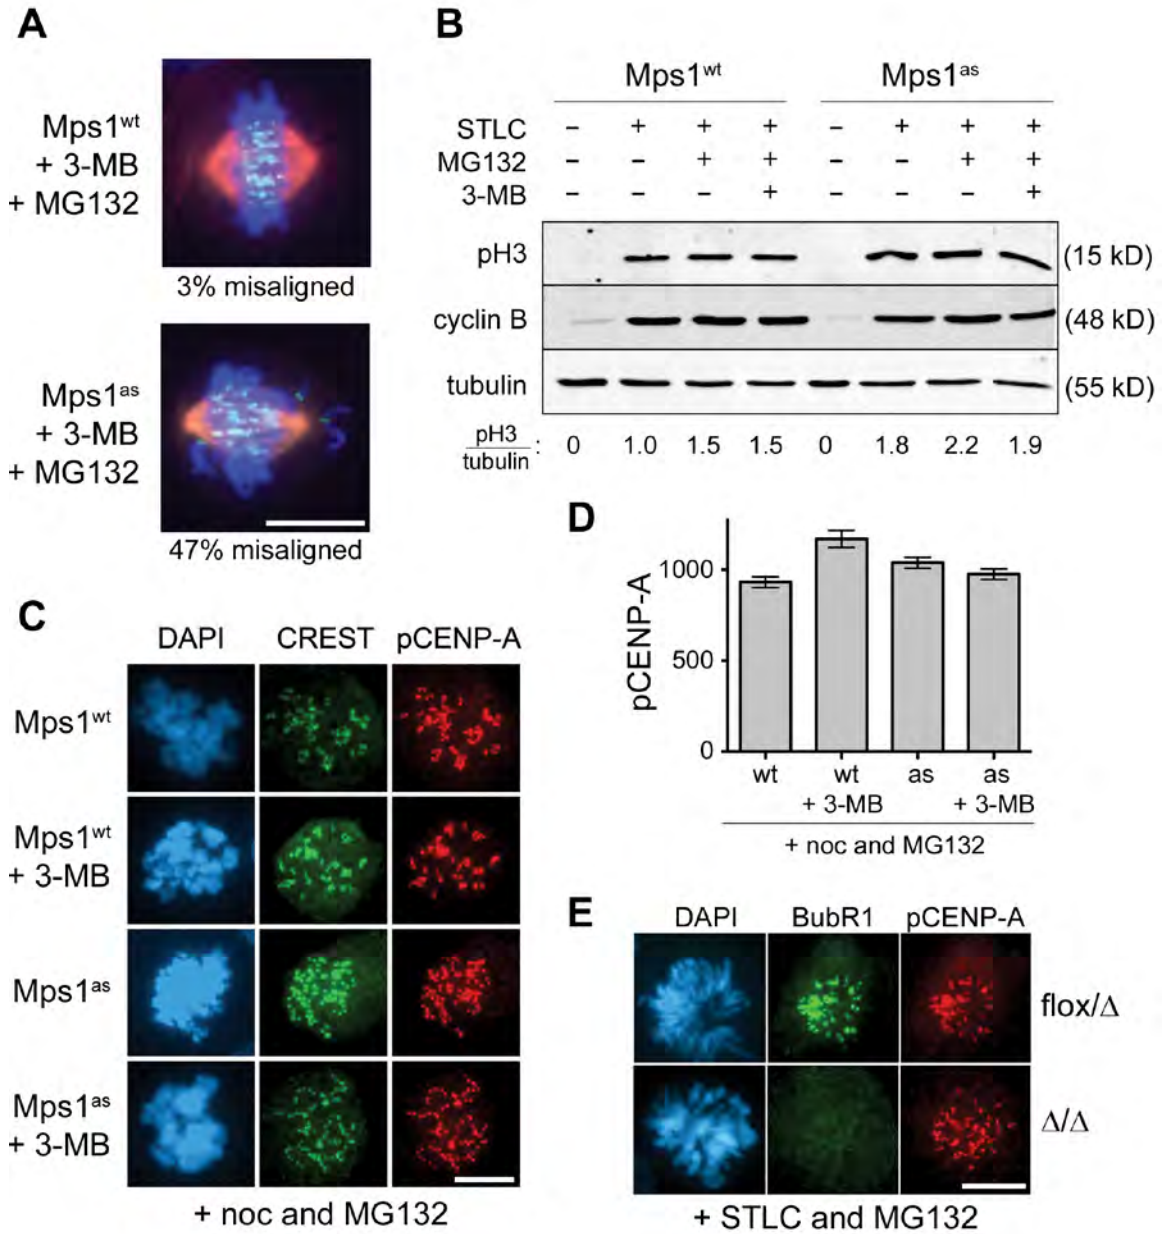 A
Mps1wt
+ 3-MB
+ MG132
3% misaligned
Mps1as
+ 3-MB
+ MG132
47% misaligned
B
Mps1wt Mps1as
STLC – + + + – + + +
MG132 – – + + – – + +
3-MB – – – + – – – +
pH3 (15 kD)
cyclin B (48 kD)
tubulin (55 kD)
pH3
tubulin : 0 1.0 1.5 1.5 0 1.8 2.2 1.9
C
DAPI CREST pCENP-A
Mps1wt
Mps1wt
+ 3-MB
Mps1as
Mps1as
+ 3-MB
+ noc and MG132
D
pCENP-A
1000
500
0
wt wt as as
+ 3-MB + 3-MB
+ noc and MG132
E
DAPI BubR1 pCENP-A
flox/Δ
Δ/Δ
+ STLC and MG132